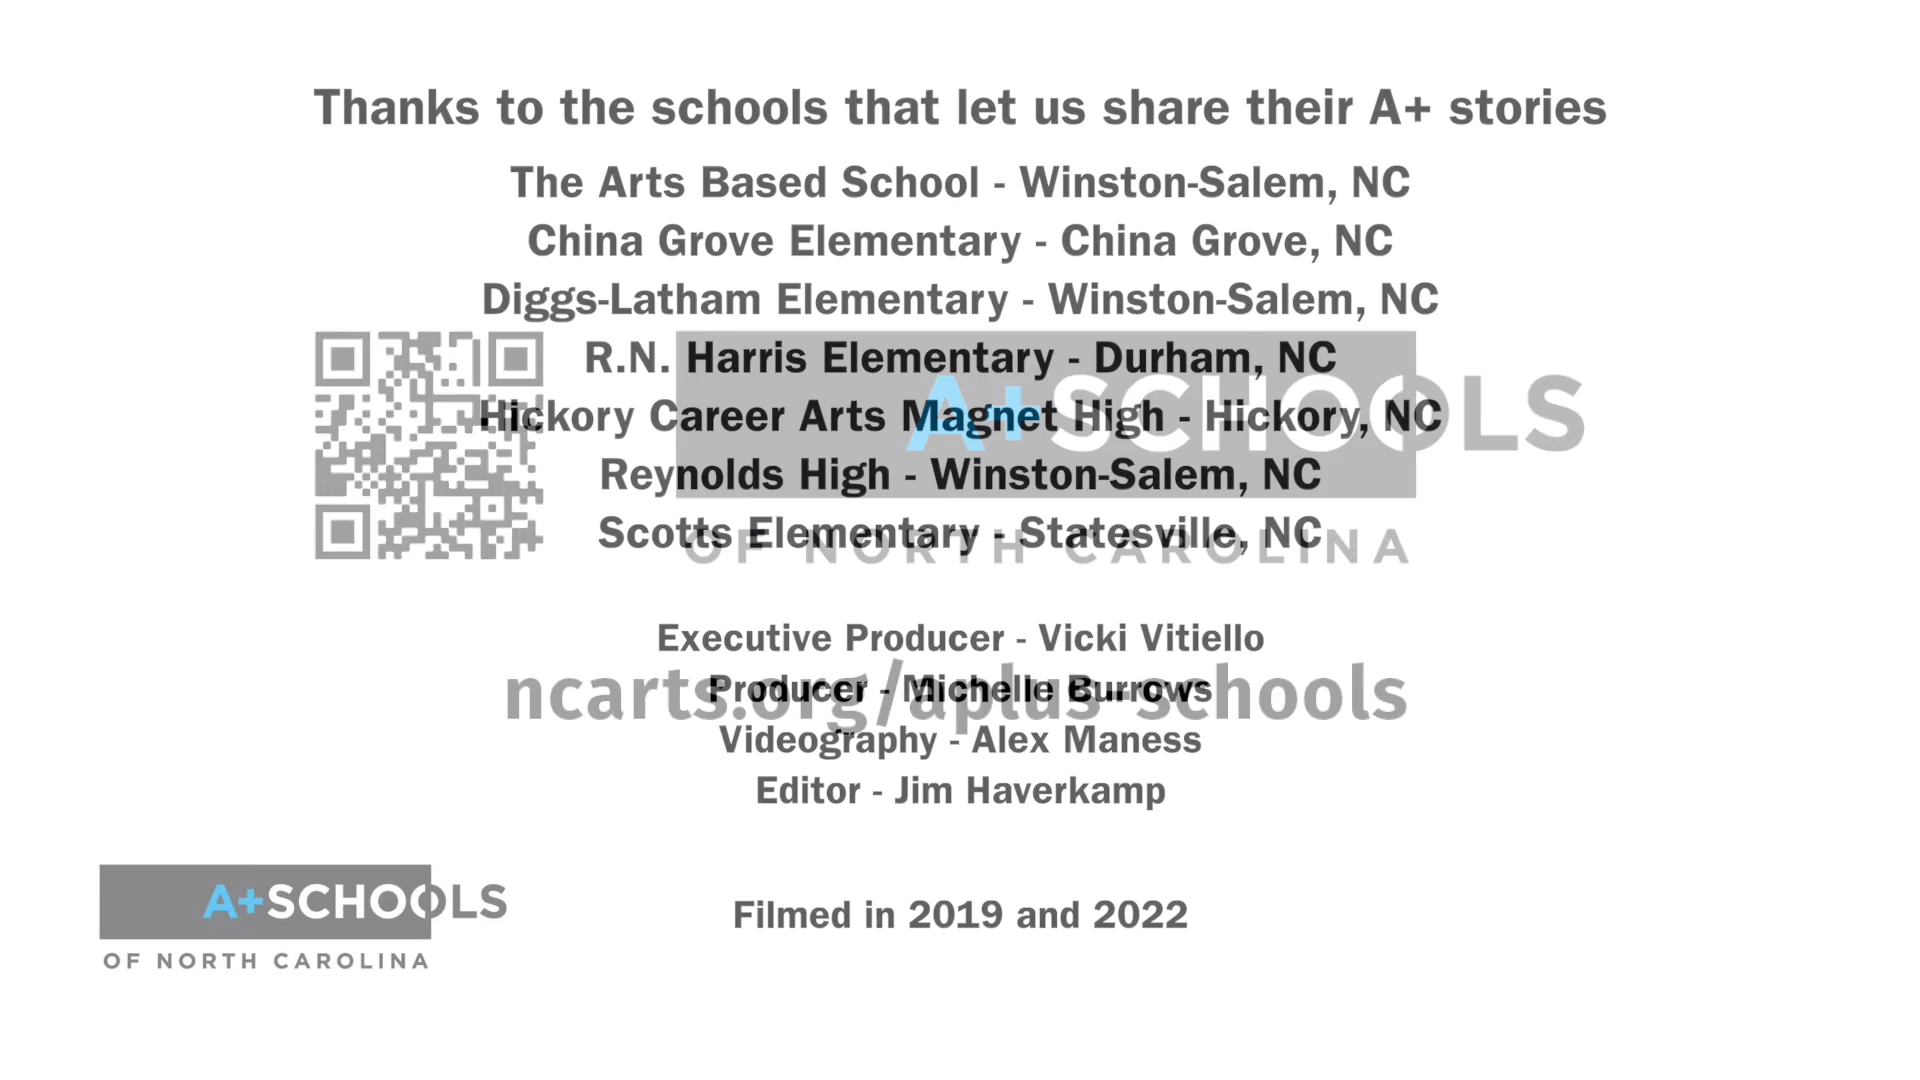 Thanks to the schools that let us share their A+ stories
The Arts Based School - Winston-Salem, NC
China Grove Elementary - China Grove, NC
Diggs-Latham Elementary - Winston-Salem, NC
R.N. Harris Elementary - Durham, NC
A+SCHOOLS
Hickory Career Arts Magnet High - Hickory, NC
Reynolds High - Winston-Salem, NC
Scotts Elementary - Statesville, NC
OF NORTH CAROLINA
Executive Producer - Vicki Vitiello
Producer - Michelle Burrows
ncarts.org/aplus-schools
Videography - Alex Maness
Editor - Jim Haverkamp
A+SCHOOLS
OF NORTH CAROLINA
Filmed in 2019 and 2022